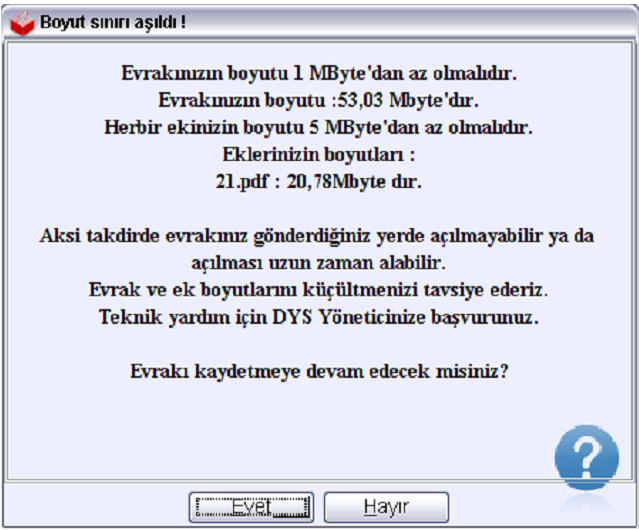 Boyut sınırı aşıldı !
Evrakınızın boyutu 1 MByte'dan az olmalıdır.
Evrakınızın boyutu :53,03 Mbyte'dır.
Herbir ekinizin boyutu 5 MByte'dan az olmalıdır.
Eklerinizin boyutları :
21.pdf : 20,78Mbyte dır.
Aksi takdirde evrakınız gönderdiğiniz yerde açılmayabilir ya da
açılması uzun zaman alabilir.
Evrak ve ek boyutlarını küçültmenizi tavsiye ederiz.
Teknik yardım için DYS Yöneticinize başvurunuz.
Evrakı kaydetmeye devam edecek misiniz?
Evet Hayır